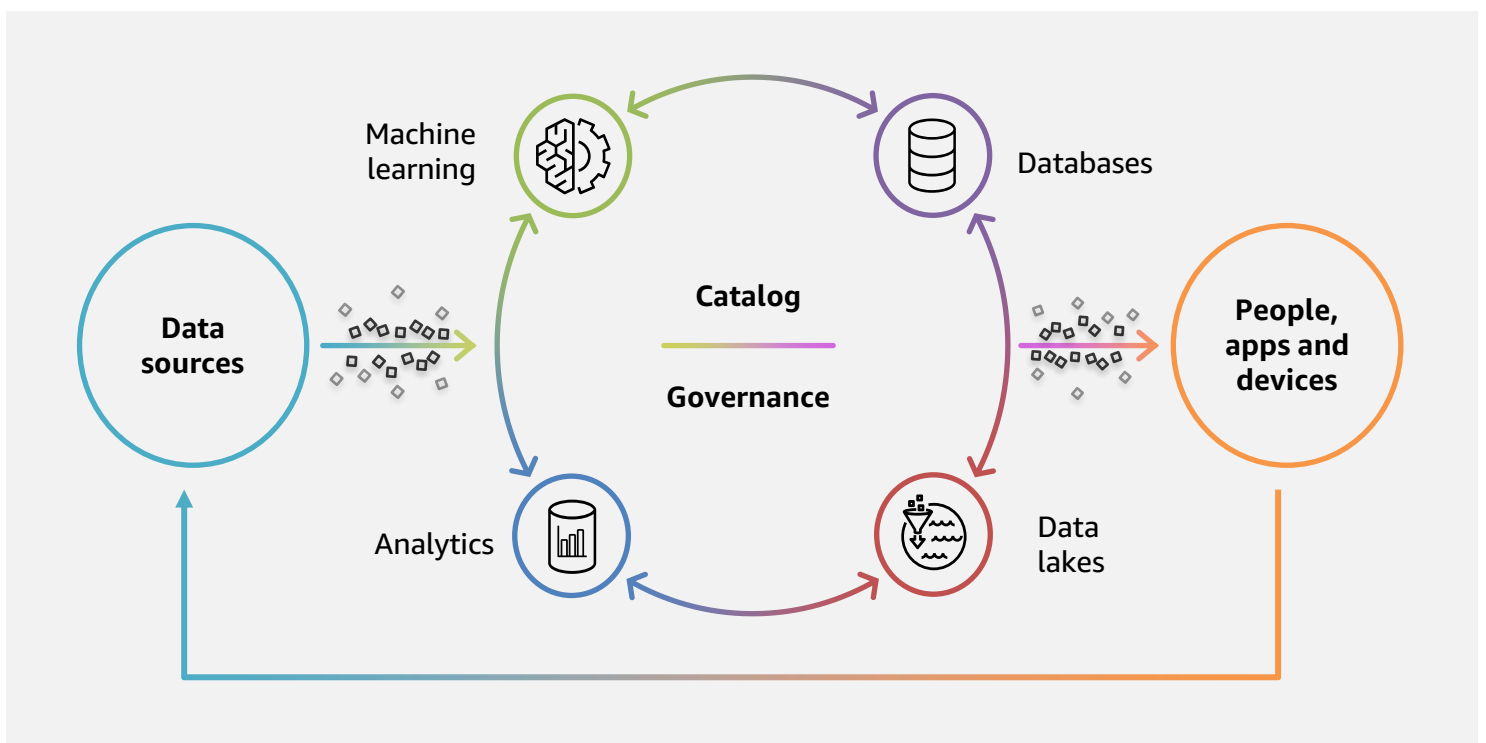 Machine
learning
Databases
Data
sources
Catalog
Governance
People,
apps and
devices
Analytics
Data
lakes